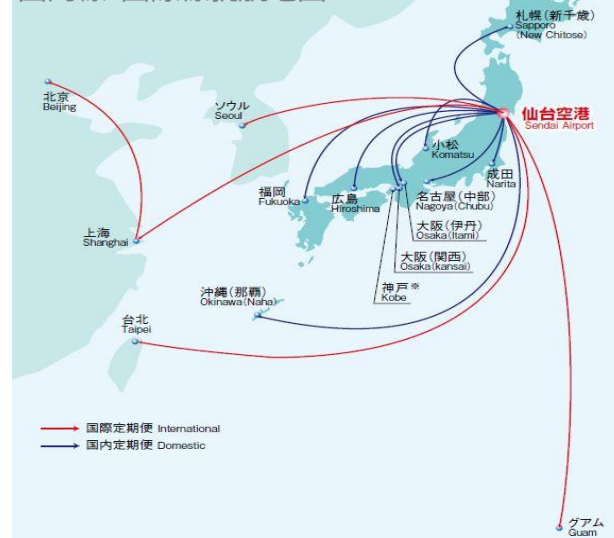 札幌(新千歳)
Sapporo
(New Chitose)
北京
Beijing
ソウル
Seoul
仙台空港
Sendai Airport
小松
Komatsu
成田
Narita
福岡
Fukuoka
広島
Hiroshima
名古屋(中部)
Nagoya(Chubu)
上海
Shanghai
大阪(伊丹)
Osaka(Itami)
大阪(関西)
Osaka(kansai)
神戸※
Kobe
沖縄(那覇)
Okinawa(Naha)
台北
Taipei
国際定期便 International
国内定期便 Domestic
グアム
Guam